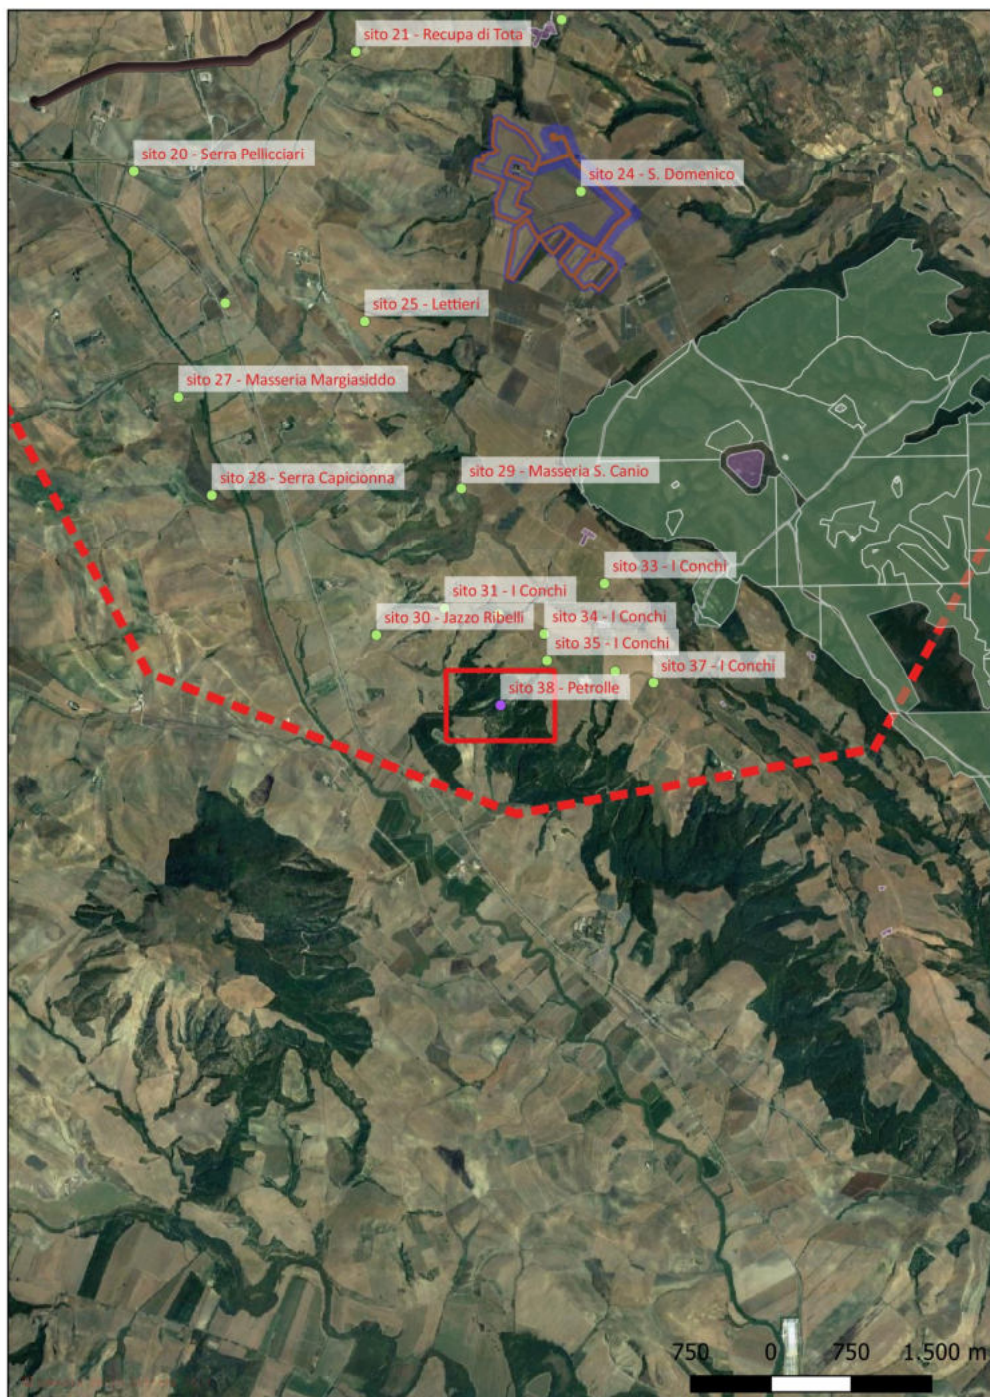 sito 21 - Recupa di Tota
sito 20 - Serra Pellicciari
sito 24 - S. Domenico
sito 25 - Lettieri
sito 27 - Masseria Margiasiddo
sito 28 - Serra Capicionna
sito 29 - Masseria S. Canio
sito 33 - I Conchi
sito 31 - I Conchi
sito 30 - Jazzo Ribelli
sito 34 - I Conchi
sito 35 - I Conchi
sito 37 - I Conchi
sito 38 - Petrolle
750 0 750 1.500 m